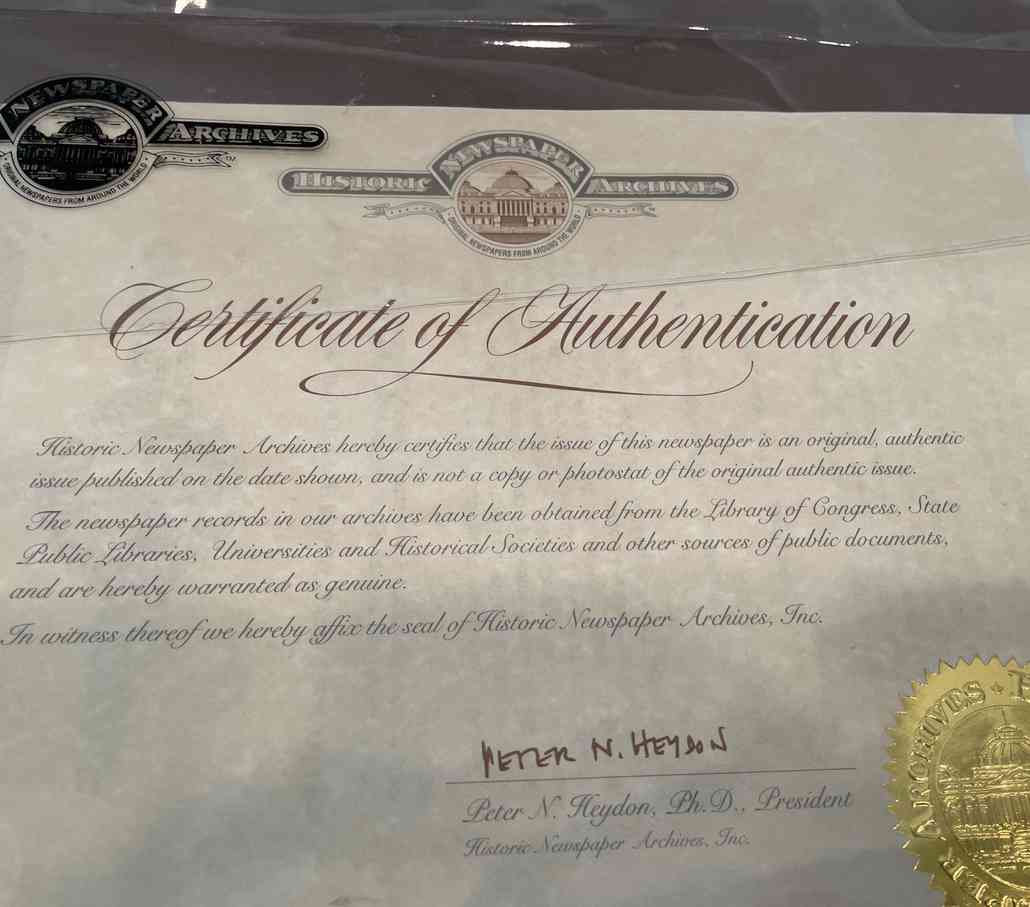 NEWSPAPER
ARCHIVES
ORIGINAL NEWSPAPERS FROM AROUND THE WORLD
TM
HISTORIC NEWSPAPER ARCHIVES
ORIGINAL NEWSPAPERS FROM AROUND THE WORLD
Certificate of Authentication
Historic Newspaper Archives hereby certifies that the issue of this newspaper is an original, authentic
issue published on the date shown, and is not a copy or photostat of the original authentic issue.
The newspaper records in our archives have been obtained from the Library of Congress, State
Public Libraries, Universities and Historical Societies and other sources of public documents,
and are hereby warranted as genuine.
In witness thereof we hereby affix the seal of Historic Newspaper Archives, Inc.
PETER N. HEYDON
Peter N. Heydon, Ph.D., President
Historic Newspaper Archives, Inc.
ARCHIVES